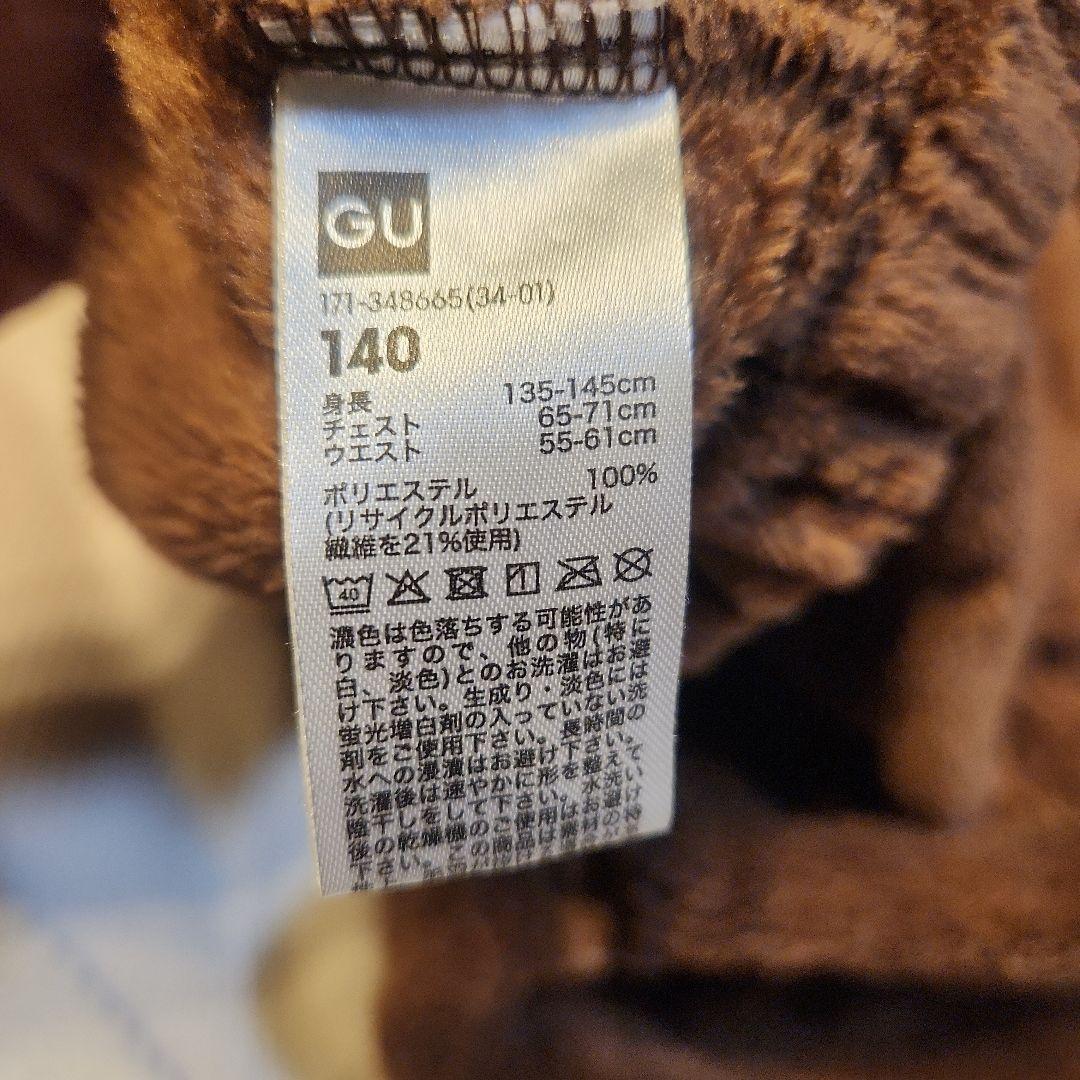 GU
171-348665(34-01)
140
身長 135-145cm
チェスト 65-71cm
ウエスト 55-61cm
ポリエステル 100%
(リサイクルポリエステル
繊維を21%使用)
40
濃色は色落ちする可能性があ
りますので、他の物(特に
白、淡色)とのお洗濯はお避
け下さい。生成り・淡色は
蛍光増白剤の入っていない洗
剤をご使用下さい。長時間の
水への浸漬はお避け下さい。
洗濯後は速やかに形を整え
陰干し